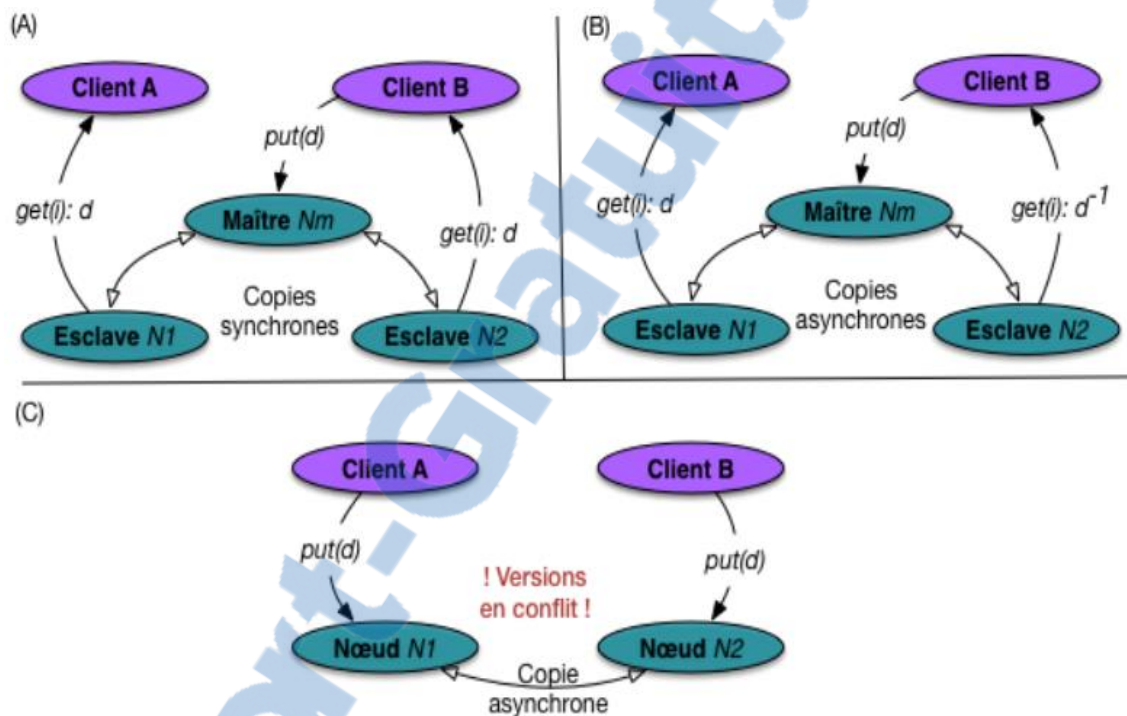 (A)
Client A
Client B
put(d)
get(i): d
Maître Nm
get(i): d
Copies
synchrones
Esclave N1
Esclave N2
(B)
Client A
Client B
put(d)
get(i): d
Maître Nm
get(i): d-1
Copies
asynchrones
Esclave N1
Esclave N2
(C)
Client A
Client B
put(d)
put(d)
! Versions
en conflit !
Nœud N1
Nœud N2
Copie
asynchrone